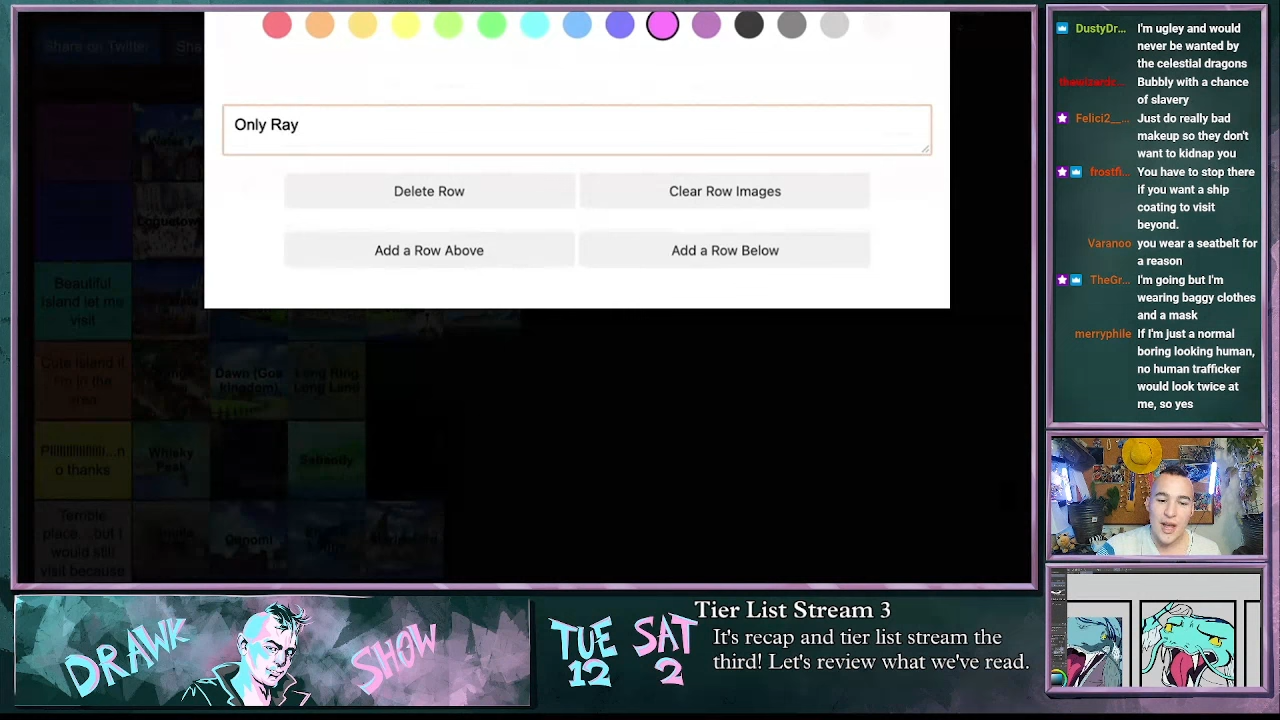 Share on Twitter
Only Ray
Delete Row
Clear Row Images
Add a Row Above
Add a Row Below
Beautiful
Island let me
visit
Cute island if
I'm in the
area
Dawn (Goa
kingdom)
Long Ring
Long Land
o thanks
Whisky
Peak
Terrible
place....but I
would still
visit because
DustyDr... I'm ugley and would
never be wanted by
the celestial dragons
Bubbly with a chance
of slavery
Felici2__... Just do really bad
makeup so they don't
want to kidnap you
frostfi... You have to stop there
if you want a ship
coating to visit
beyond.
Varanoo you wear a seatbelt for
a reason
TheGr... I'm going but I'm
wearing baggy clothes
and a mask
merryphile If I'm just a normal
boring looking human,
no human trafficker
would look twice at
me, so yes
DRAWK
SHOW
TUE
12
SAT
2
Tier List Stream 3
It's recap and tier list stream the
third! Let's review what we've read.